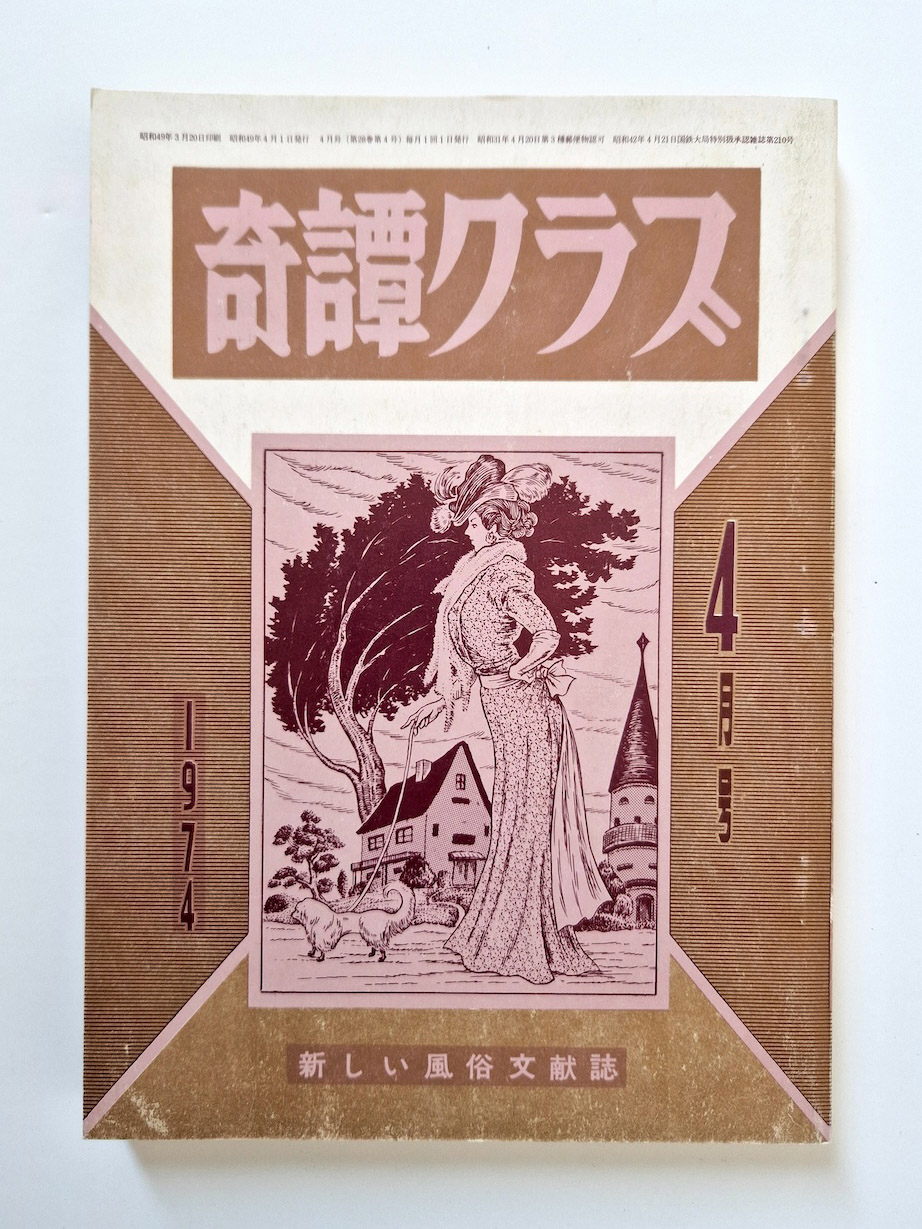 昭和49年3月20日印刷　昭和49年4月1日発行　4月号（第28巻第4号）毎月1回1日発行　昭和31年4月20日第3種郵便物認可　昭和42年4月21日国鉄大局特別扱承認雑誌第210号
奇譚クラブ
4月号
1974
新しい風俗文献誌